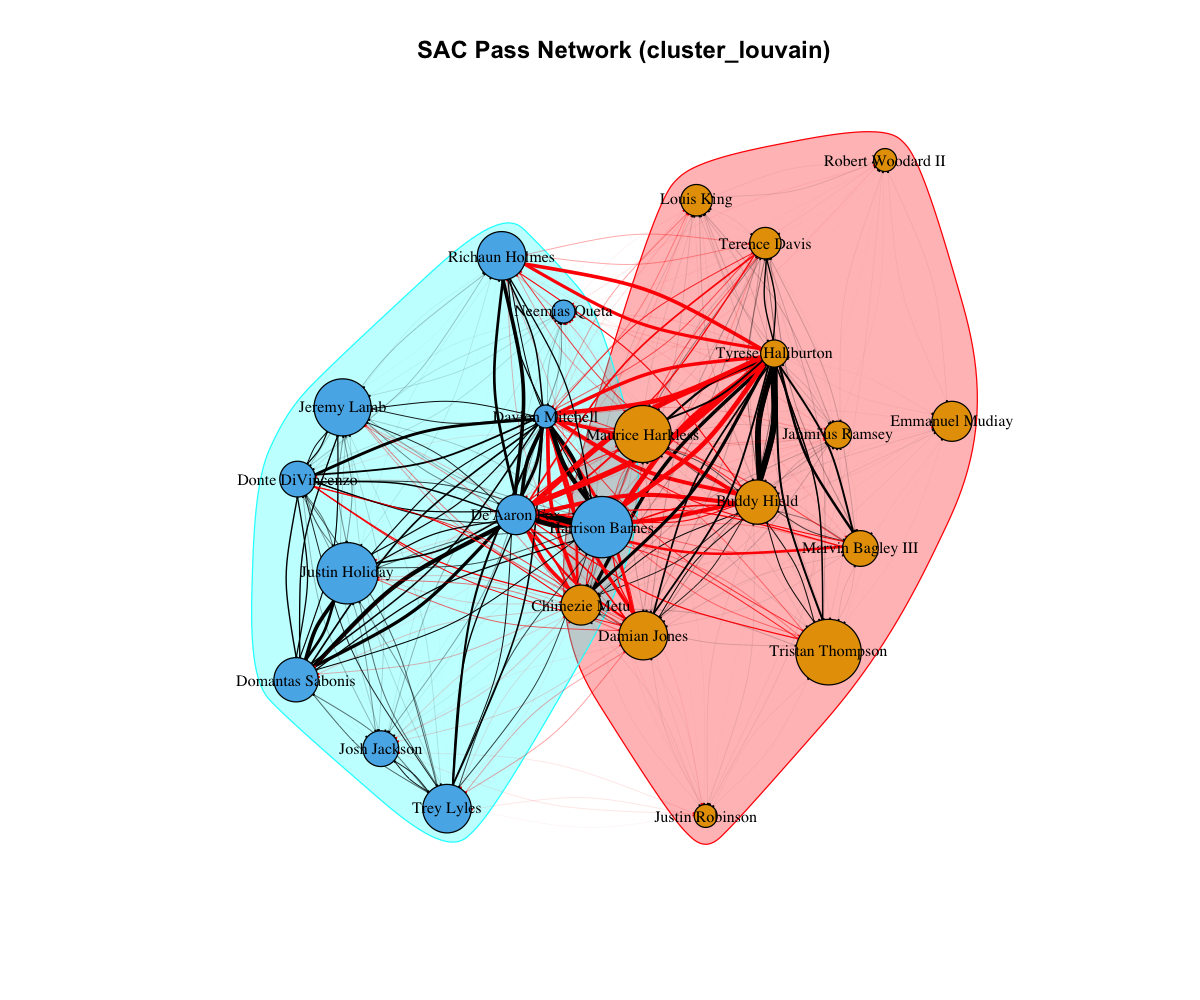 SAC Pass Network (cluster_louvain)
Robert Woodard II
Louis King
Terence Davis
Richaun Holmes
Neemias Queta
Tyrese Haliburton
Jeremy Lamb
Davion Mitchell
Emmanuel Mudiay
Maurice Harkless
Jahmi'us Ramsey
Donte DiVincenzo
Buddy Hield
De'Aaron Fox
Harrison Barnes
Marvin Bagley III
Justin Holiday
Chimezie Metu
Damian Jones
Tristan Thompson
Domantas Sabonis
Josh Jackson
Trey Lyles
Justin Robinson